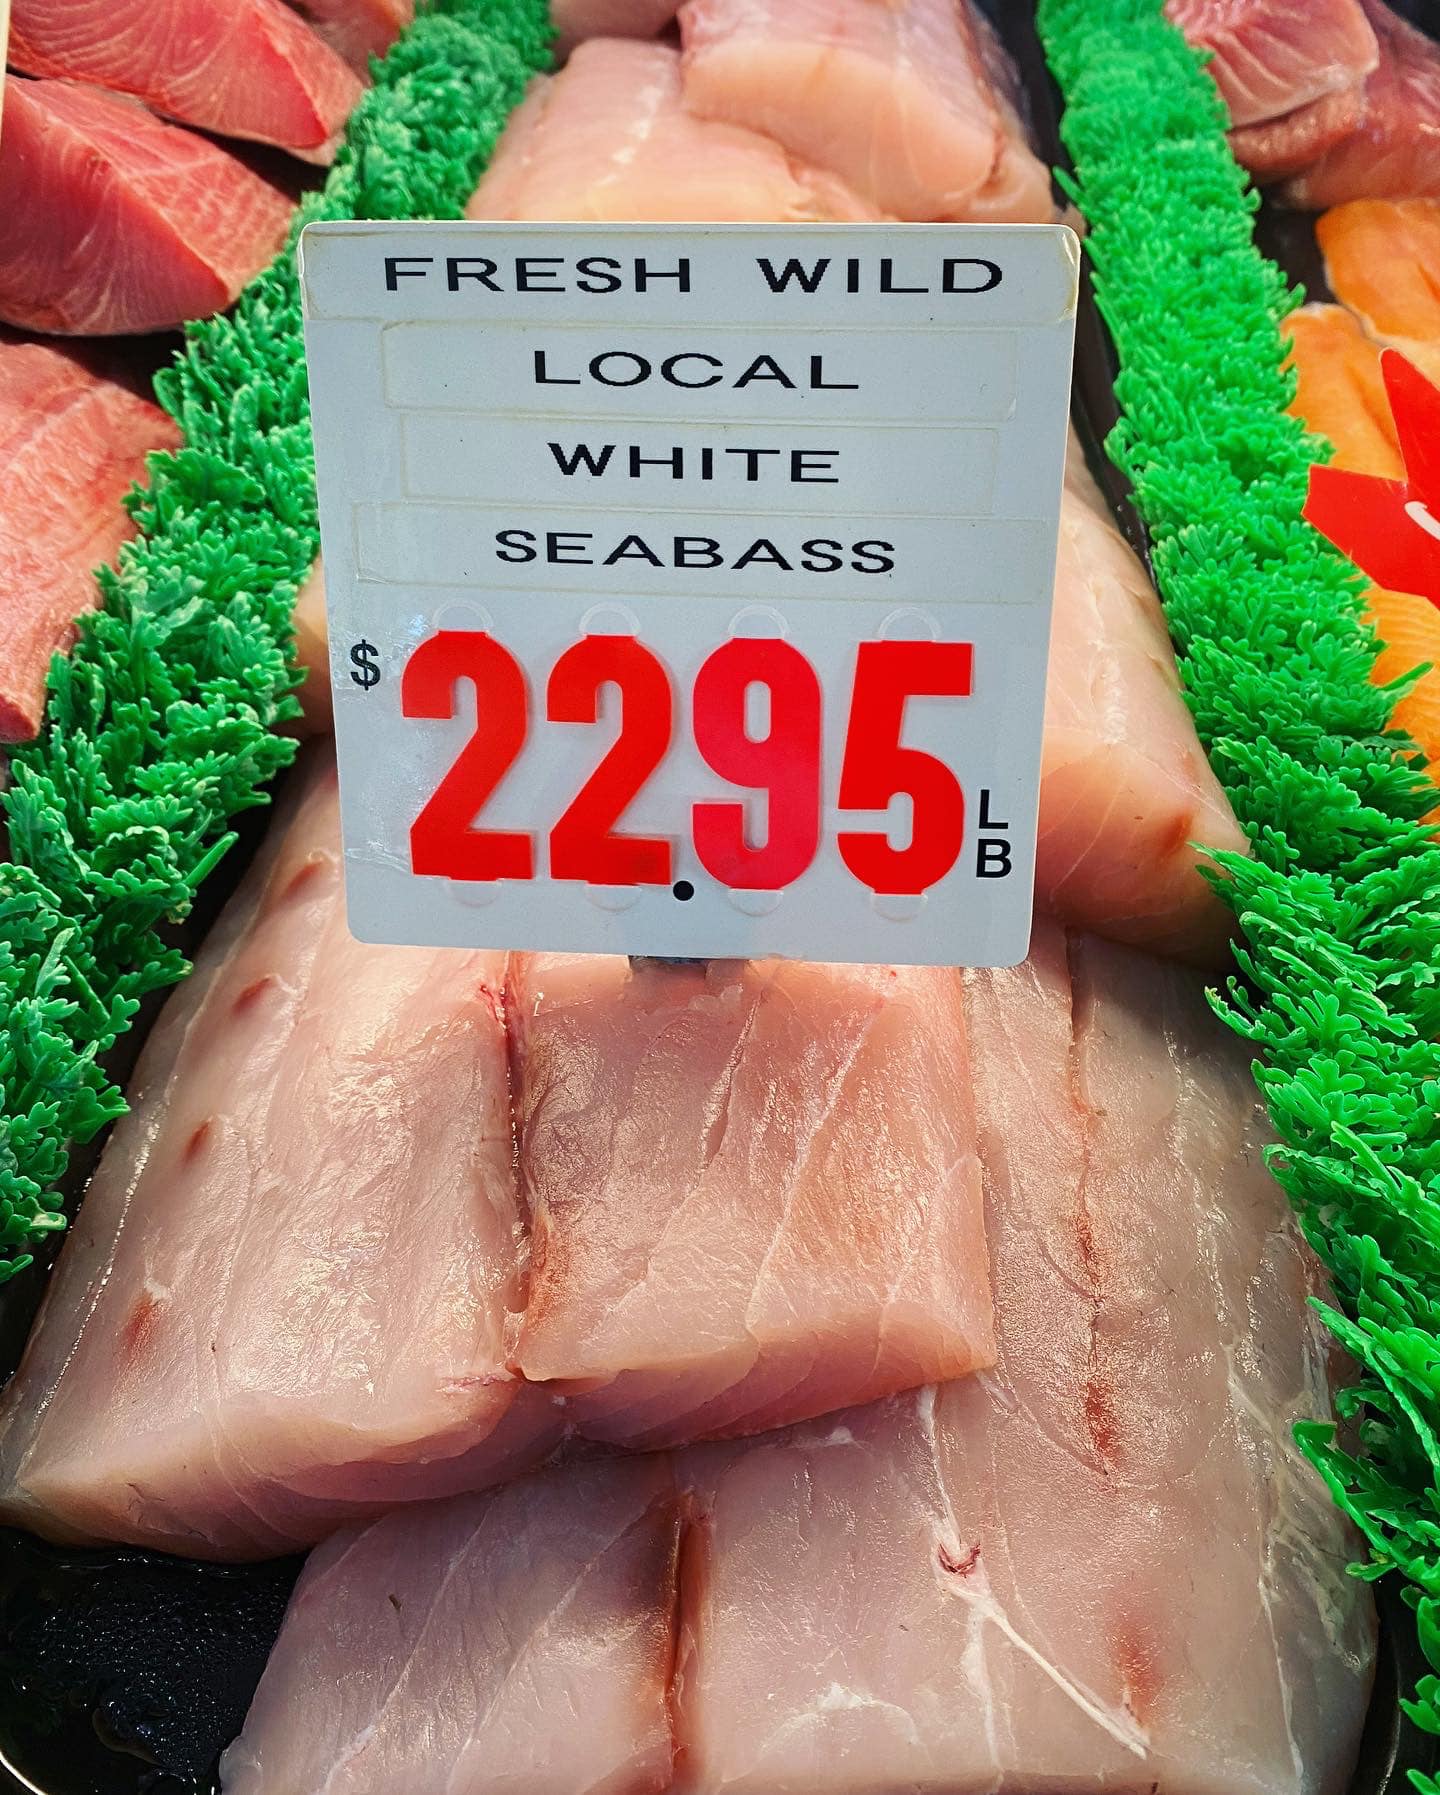 FRESH WILD
LOCAL
WHITE
SEABASS
$22.95 LB